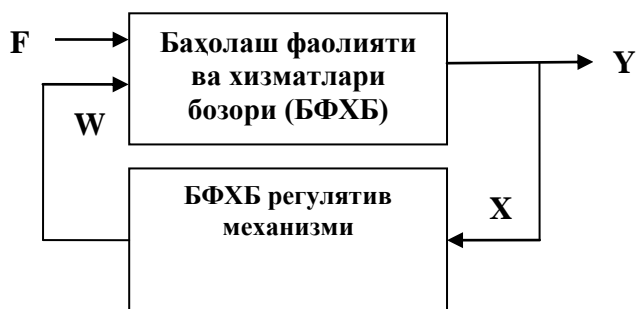 F
Баҳолаш фаолияти
ва хизматлари
бозори (БФХБ)
Y
W
БФХБ регулятив
механизми
X